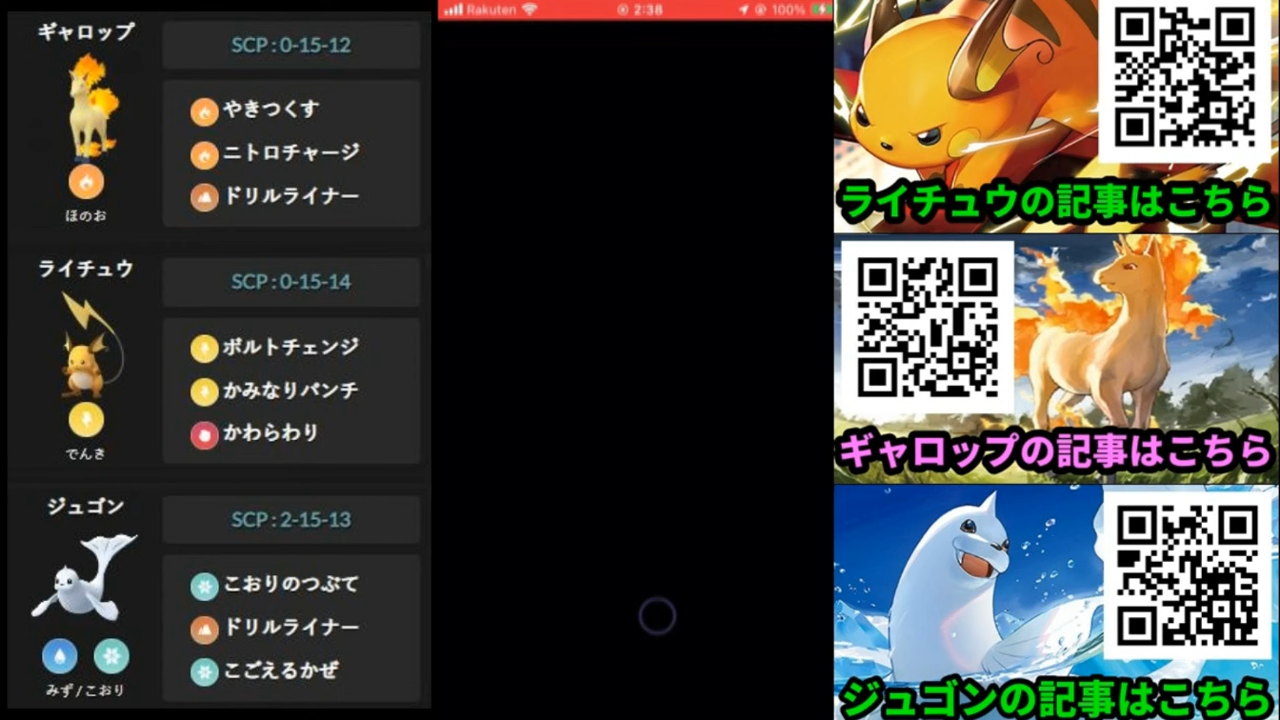 ギャロップ
SCP : 0-15-12
やきつくす
ニトロチャージ
ドリルライナー
ほのお
ライチュウ
SCP : 0-15-14
ボルトチェンジ
かみなりパンチ
かわらわり
でんき
ジュゴン
SCP : 2-15-13
こおりのつぶて
ドリルライナー
こごえるかぜ
みず/こおり
Rakuten
2:38
100%
ライチュウの記事はこちら
ギャロップの記事はこちら
ジュゴンの記事はこちら